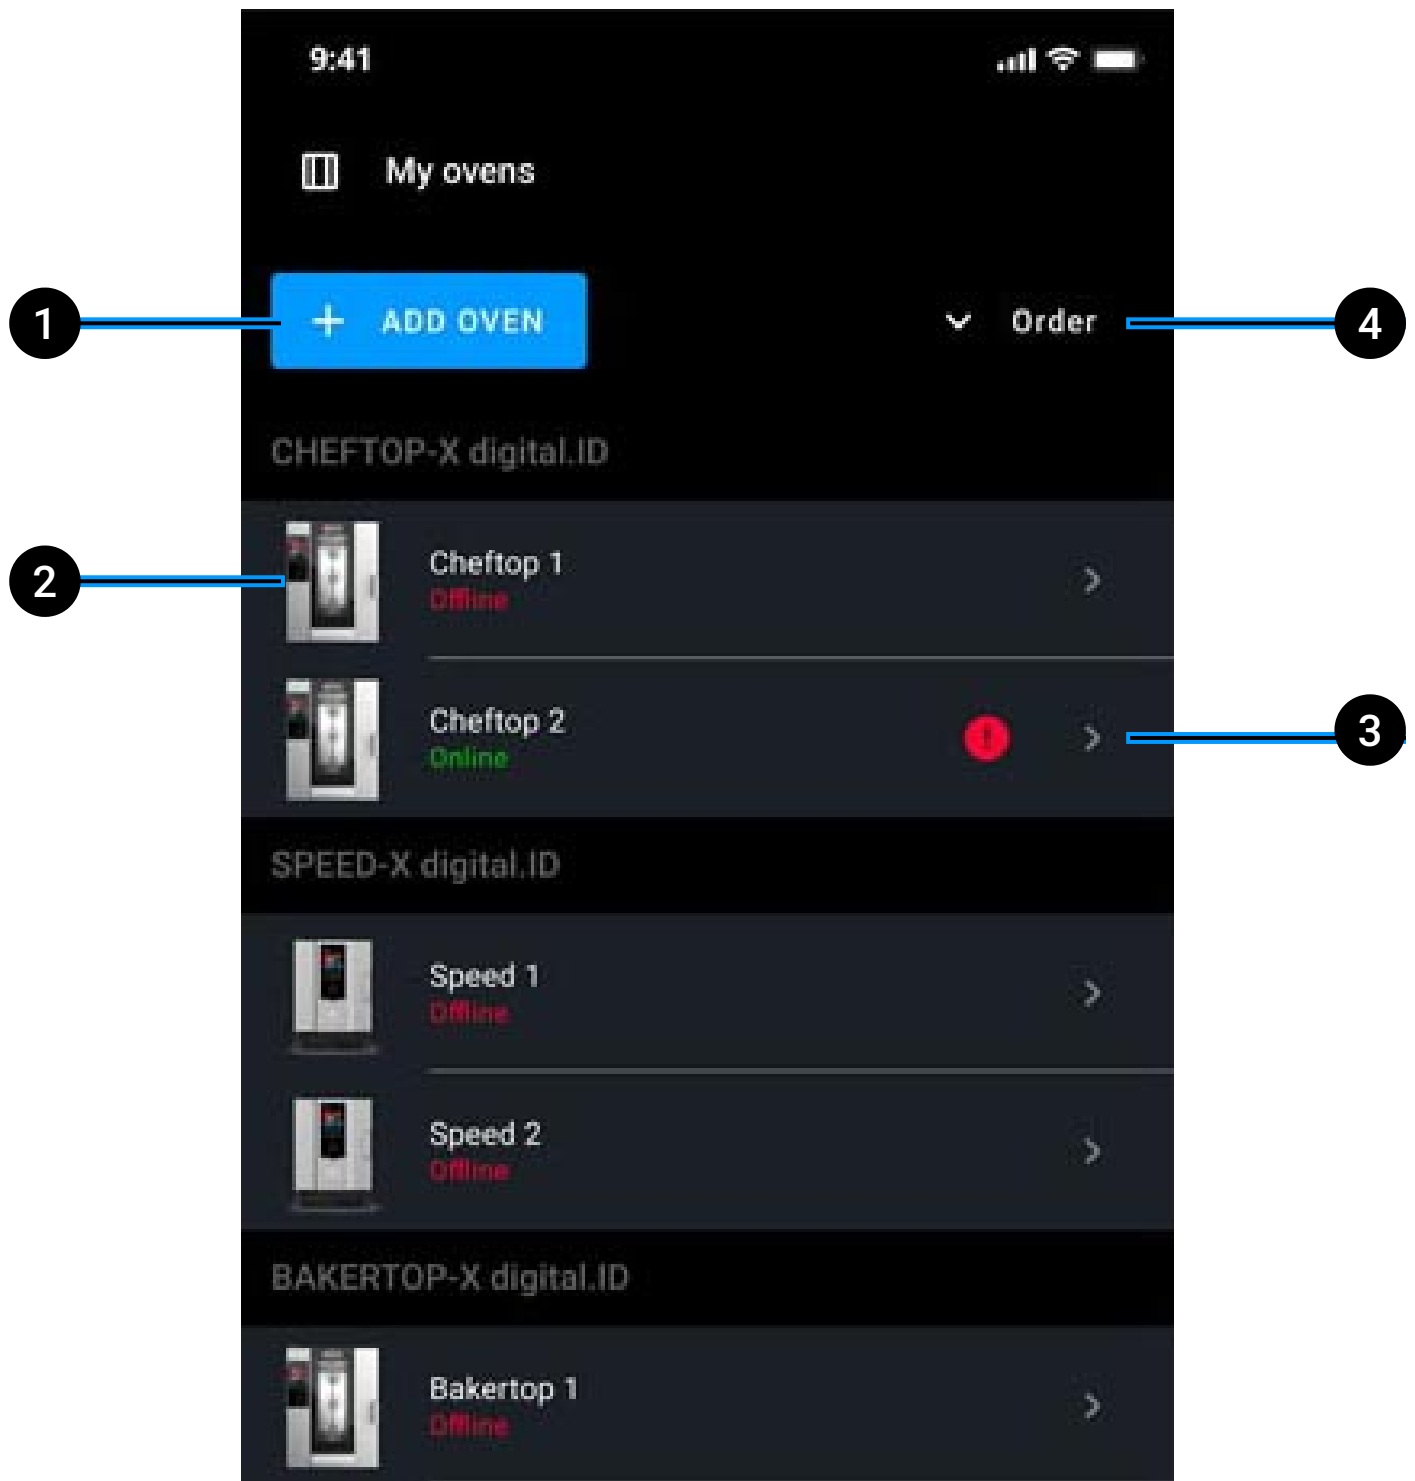 9:41
My ovens
1
+ ADD OVEN
Order
4
CHEFTOP-X digital.ID
2
Cheftop 1
Offline
Cheftop 2
Online
!
3
SPEED-X digital.ID
Speed 1
Offline
Speed 2
Offline
BAKERTOP-X digital.ID
Bakertop 1
Offline